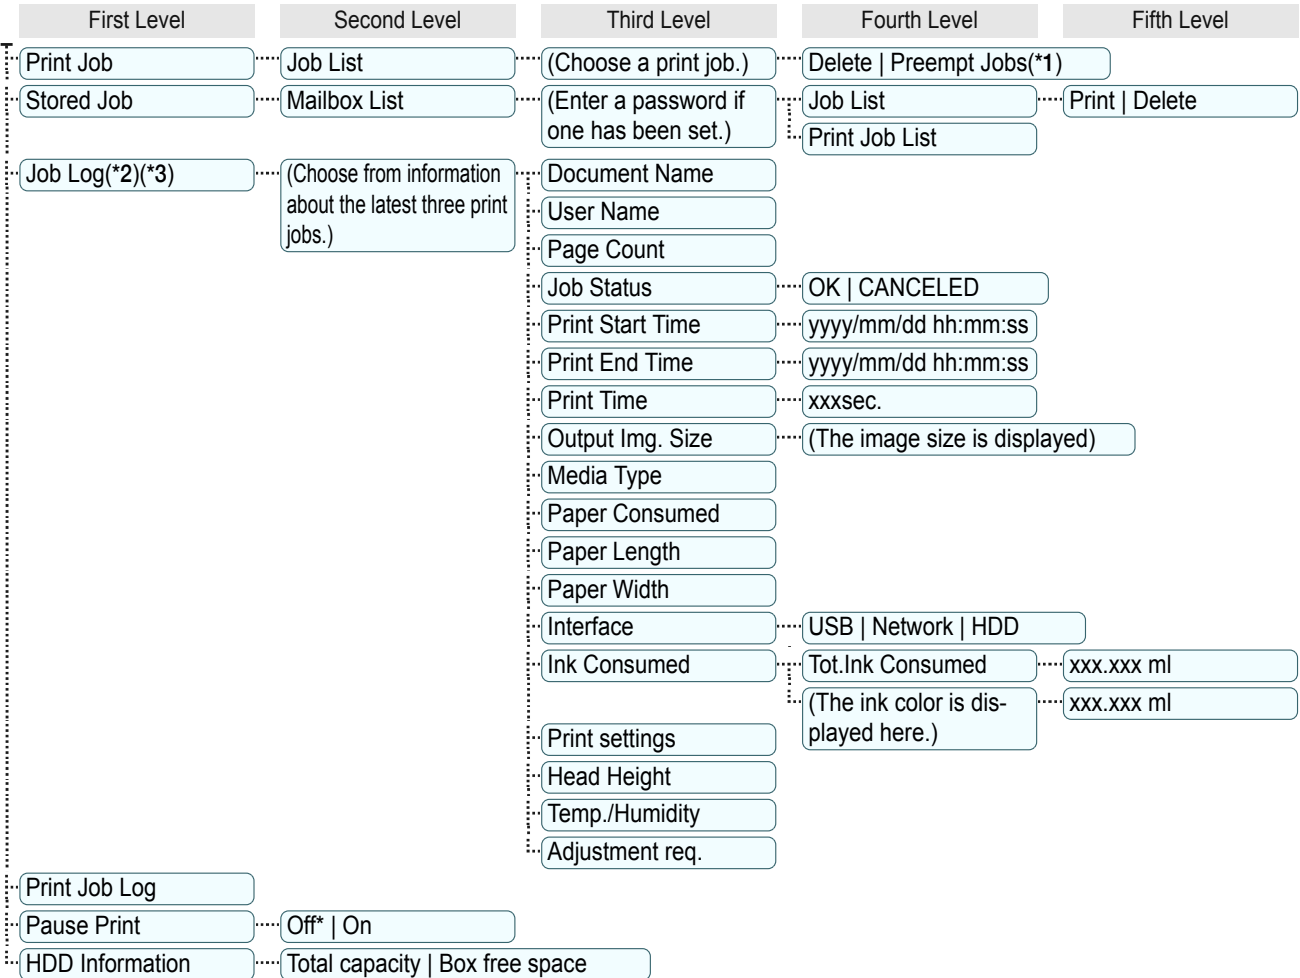 First Level Second Level Third Level Fourth Level Fifth Level
Print Job Job List (Choose a print job.) Delete | Preempt Jobs(*1)
Stored Job Mailbox List (Enter a password if Job List Print | Delete
one has been set.)
Print Job List
Job Log(*2)(*3) (Choose from information Document Name
about the latest three print
jobs.)
User Name
Page Count
Job Status OK | CANCELED
Print Start Time yyyy/mm/dd hh:mm:ss
Print End Time yyyy/mm/dd hh:mm:ss
Print Time xxxsec.
Output Img. Size (The image size is displayed)
Media Type
Paper Consumed
Paper Length
Paper Width
Interface USB | Network | HDD
Ink Consumed Tot.Ink Consumed xxx.xxx ml
(The ink color is dis- xxx.xxx ml
played here.)
Print settings
Head Height
Temp./Humidity
Adjustment req.
Print Job Log
Pause Print Off* | On
HDD Information Total capacity | Box free space